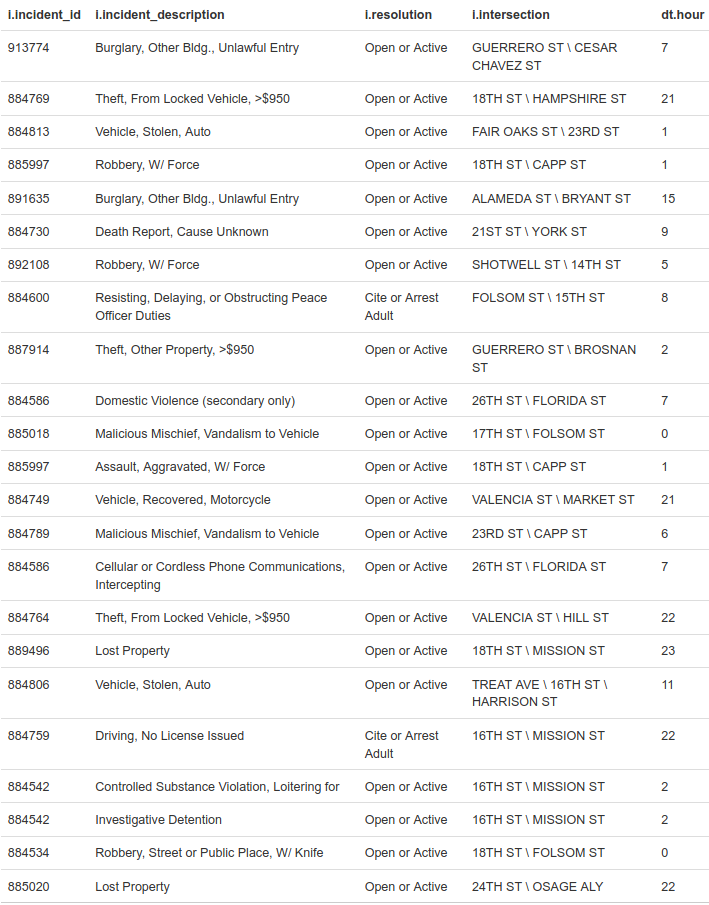 i.incident_id i.incident_description i.resolution i.intersection dt.hour
913774 Burglary, Other Bldg., Unlawful Entry Open or Active GUERRERO ST \ CESAR 7
CHAVEZ ST
884769 Theft, From Locked Vehicle, >$950 Open or Active 18TH ST \ HAMPSHIRE ST 21
884813 Vehicle, Stolen, Auto Open or Active FAIR OAKS ST \ 23RD ST 1
885997 Robbery, W/ Force Open or Active 18TH ST \ CAPP ST 1
891635 Burglary, Other Bldg., Unlawful Entry Open or Active ALAMEDA ST \ BRYANT ST 15
884730 Death Report, Cause Unknown Open or Active 21ST ST \ YORK ST 9
892108 Robbery, W/ Force Open or Active SHOTWELL ST \ 14TH ST 5
884600 Resisting, Delaying, or Obstructing Peace Cite or Arrest FOLSOM ST \ 15TH ST 8
Officer Duties Adult
887914 Theft, Other Property, >$950 Open or Active GUERRERO ST \ BROSNAN 2
ST
884586 Domestic Violence (secondary only) Open or Active 26TH ST \ FLORIDA ST 7
885018 Malicious Mischief, Vandalism to Vehicle Open or Active 17TH ST \ FOLSOM ST 0
885997 Assault, Aggravated, W/ Force Open or Active 18TH ST \ CAPP ST 1
884749 Vehicle, Recovered, Motorcycle Open or Active VALENCIA ST \ MARKET ST 21
884789 Malicious Mischief, Vandalism to Vehicle Open or Active 23RD ST \ CAPP ST 6
884586 Cellular or Cordless Phone Communications, Open or Active 26TH ST \ FLORIDA ST 7
Intercepting
884764 Theft, From Locked Vehicle, >$950 Open or Active VALENCIA ST \ HILL ST 22
889496 Lost Property Open or Active 18TH ST \ MISSION ST 23
884806 Vehicle, Stolen, Auto Open or Active TREAT AVE \ 16TH ST \ 11
HARRISON ST
884759 Driving, No License Issued Cite or Arrest 16TH ST \ MISSION ST 22
Adult
884542 Controlled Substance Violation, Loitering for Open or Active 16TH ST \ MISSION ST 2
884542 Investigative Detention Open or Active 16TH ST \ MISSION ST 2
884534 Robbery, Street or Public Place, W/ Knife Open or Active 18TH ST \ FOLSOM ST 0
885020 Lost Property Open or Active 24TH ST \ OSAGE ALY 22